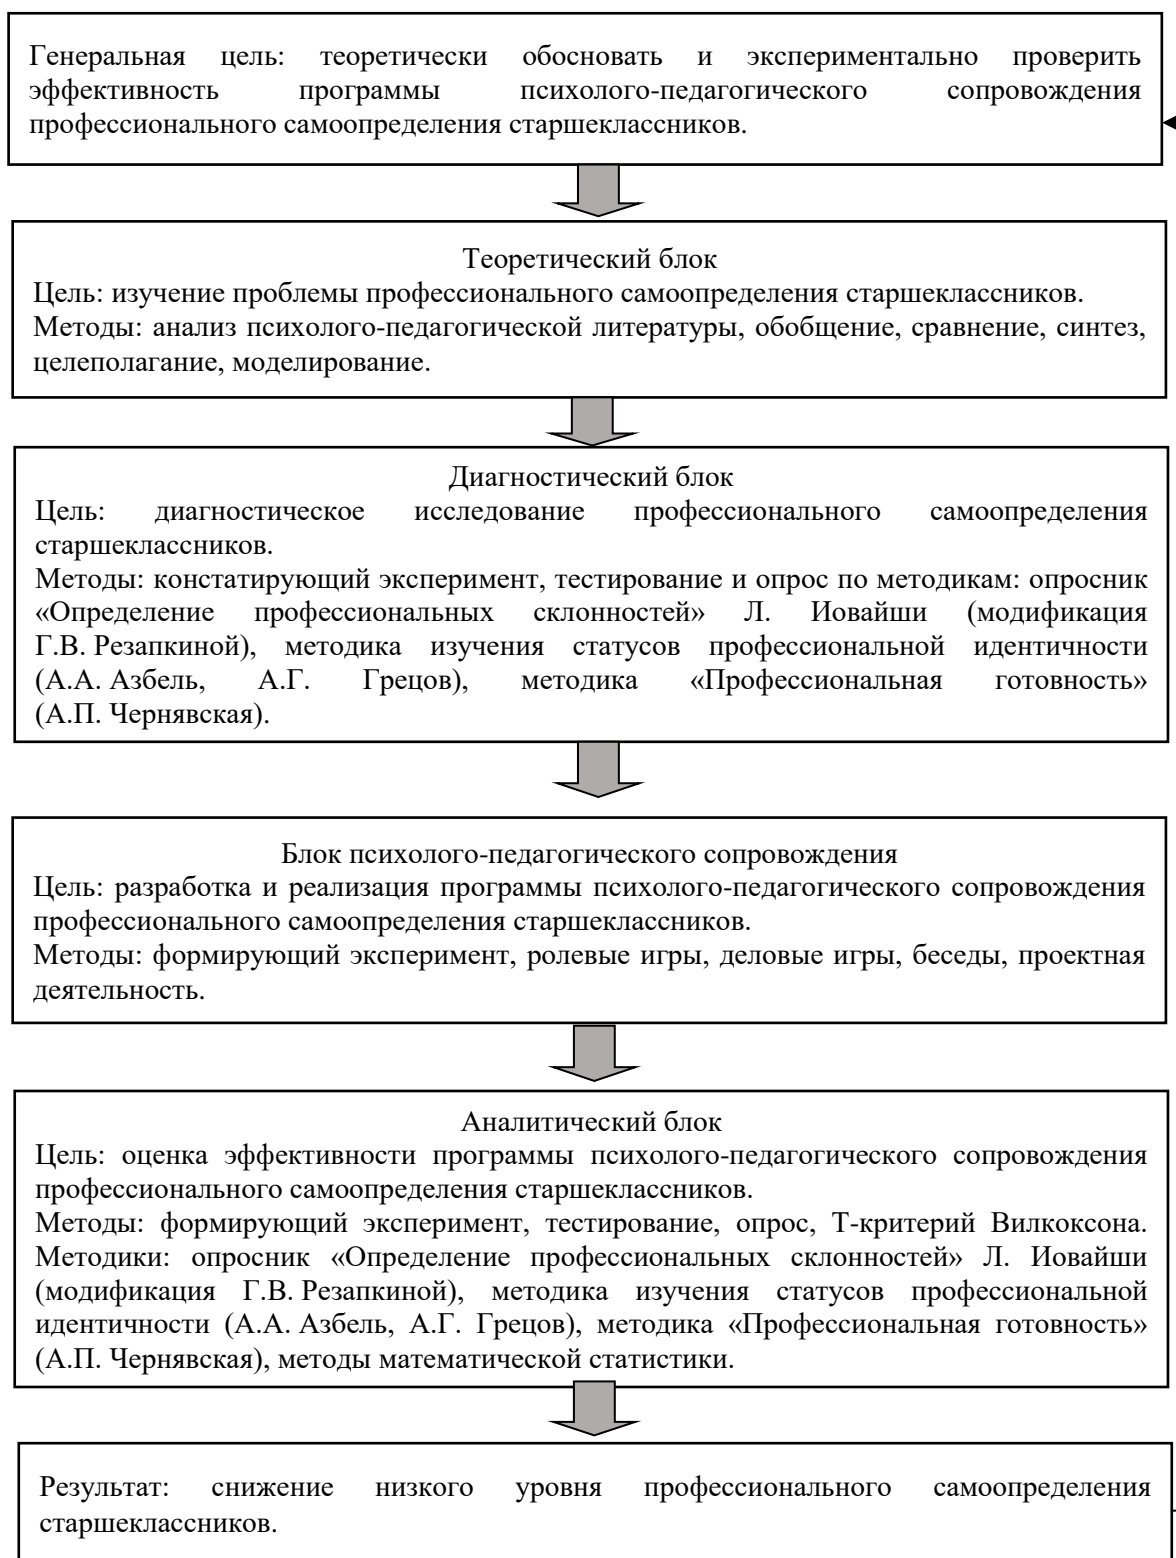 Генеральная цель: теоретически обосновать и экспериментально проверить
эффективность программы психолого-педагогического сопровождения
профессионального самоопределения старшеклассников.
Теоретический блок
Цель: изучение проблемы профессионального самоопределения старшеклассников.
Методы: анализ психолого-педагогической литературы, обобщение, сравнение, синтез,
целеполагание, моделирование.
Диагностический блок
Цель: диагностическое исследование профессионального самоопределения
старшеклассников.
Методы: констатирующий эксперимент, тестирование и опрос по методикам: опросник
«Определение профессиональных склонностей» Л. Иовайши (модификация
Г.В. Резапкиной), методика изучения статусов профессиональной идентичности
(А.А. Азбель, А.Г. Грецов), методика «Профессиональная готовность»
(А.П. Чернявская).
Блок психолого-педагогического сопровождения
Цель: разработка и реализация программы психолого-педагогического сопровождения
профессионального самоопределения старшеклассников.
Методы: формирующий эксперимент, ролевые игры, деловые игры, беседы, проектная
деятельность.
Аналитический блок
Цель: оценка эффективности программы психолого-педагогического сопровождения
профессионального самоопределения старшеклассников.
Методы: формирующий эксперимент, тестирование, опрос, Т-критерий Вилкоксона.
Методики: опросник «Определение профессиональных склонностей» Л. Иовайши
(модификация Г.В. Резапкиной), методика изучения статусов профессиональной
идентичности (А.А. Азбель, А.Г. Грецов), методика «Профессиональная готовность»
(А.П. Чернявская), методы математической статистики.
Результат: снижение низкого уровня профессионального самоопределения
старшеклассников.